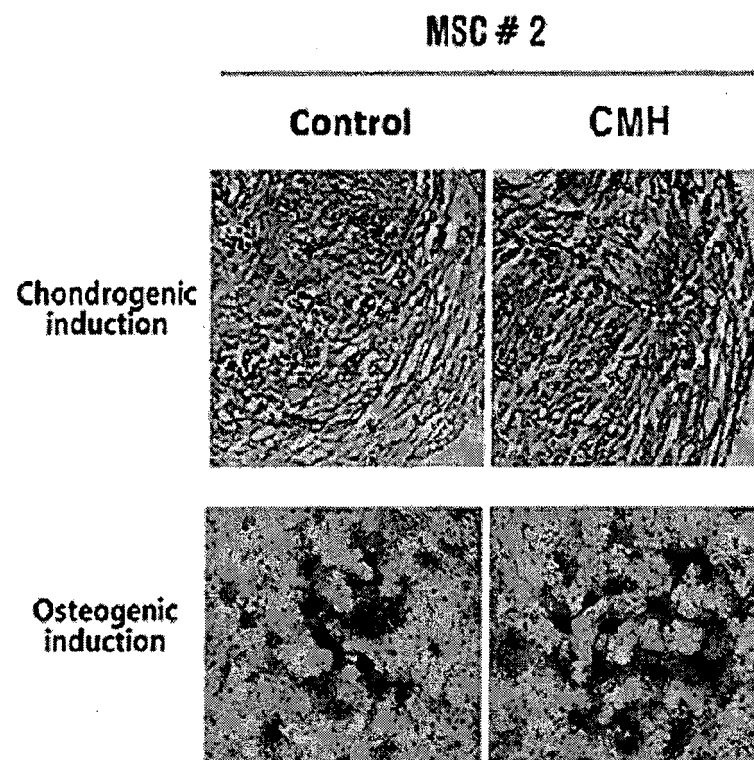 MSC # 2
Control
CMH
Chondrogenic
induction
Osteogenic
induction